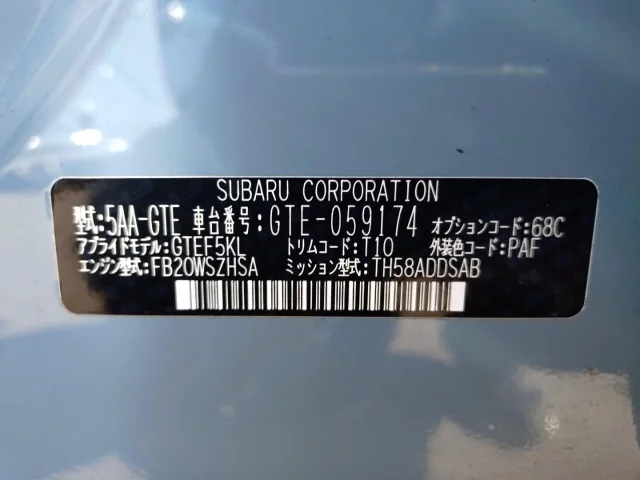 SUBARU CORPORATION
型式:5AA-GTE 車台番号:GTE-059174 オプションコード:68C
アプライドモデル:GTEF5KL トリムコード:T10 外装色コード:PAF
エンジン型式:FB20WSZHSA ミッション型式:TH58ADDSAB